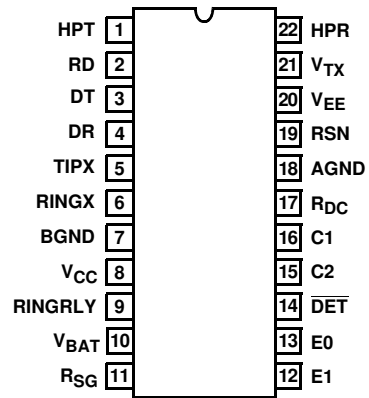 HPT 1 22 HPR
RD 2 21 VTX
DT 3 20 VEE
DR 4 19 RSN
TIPX 5 18 AGND
RINGX 6 17 RDC
BGND 7 16 C1
VCC 8 15 C2
RINGRLY 9 14 D̅E̅T̅
VBAT 10 13 E0
RSG 11 12 E1